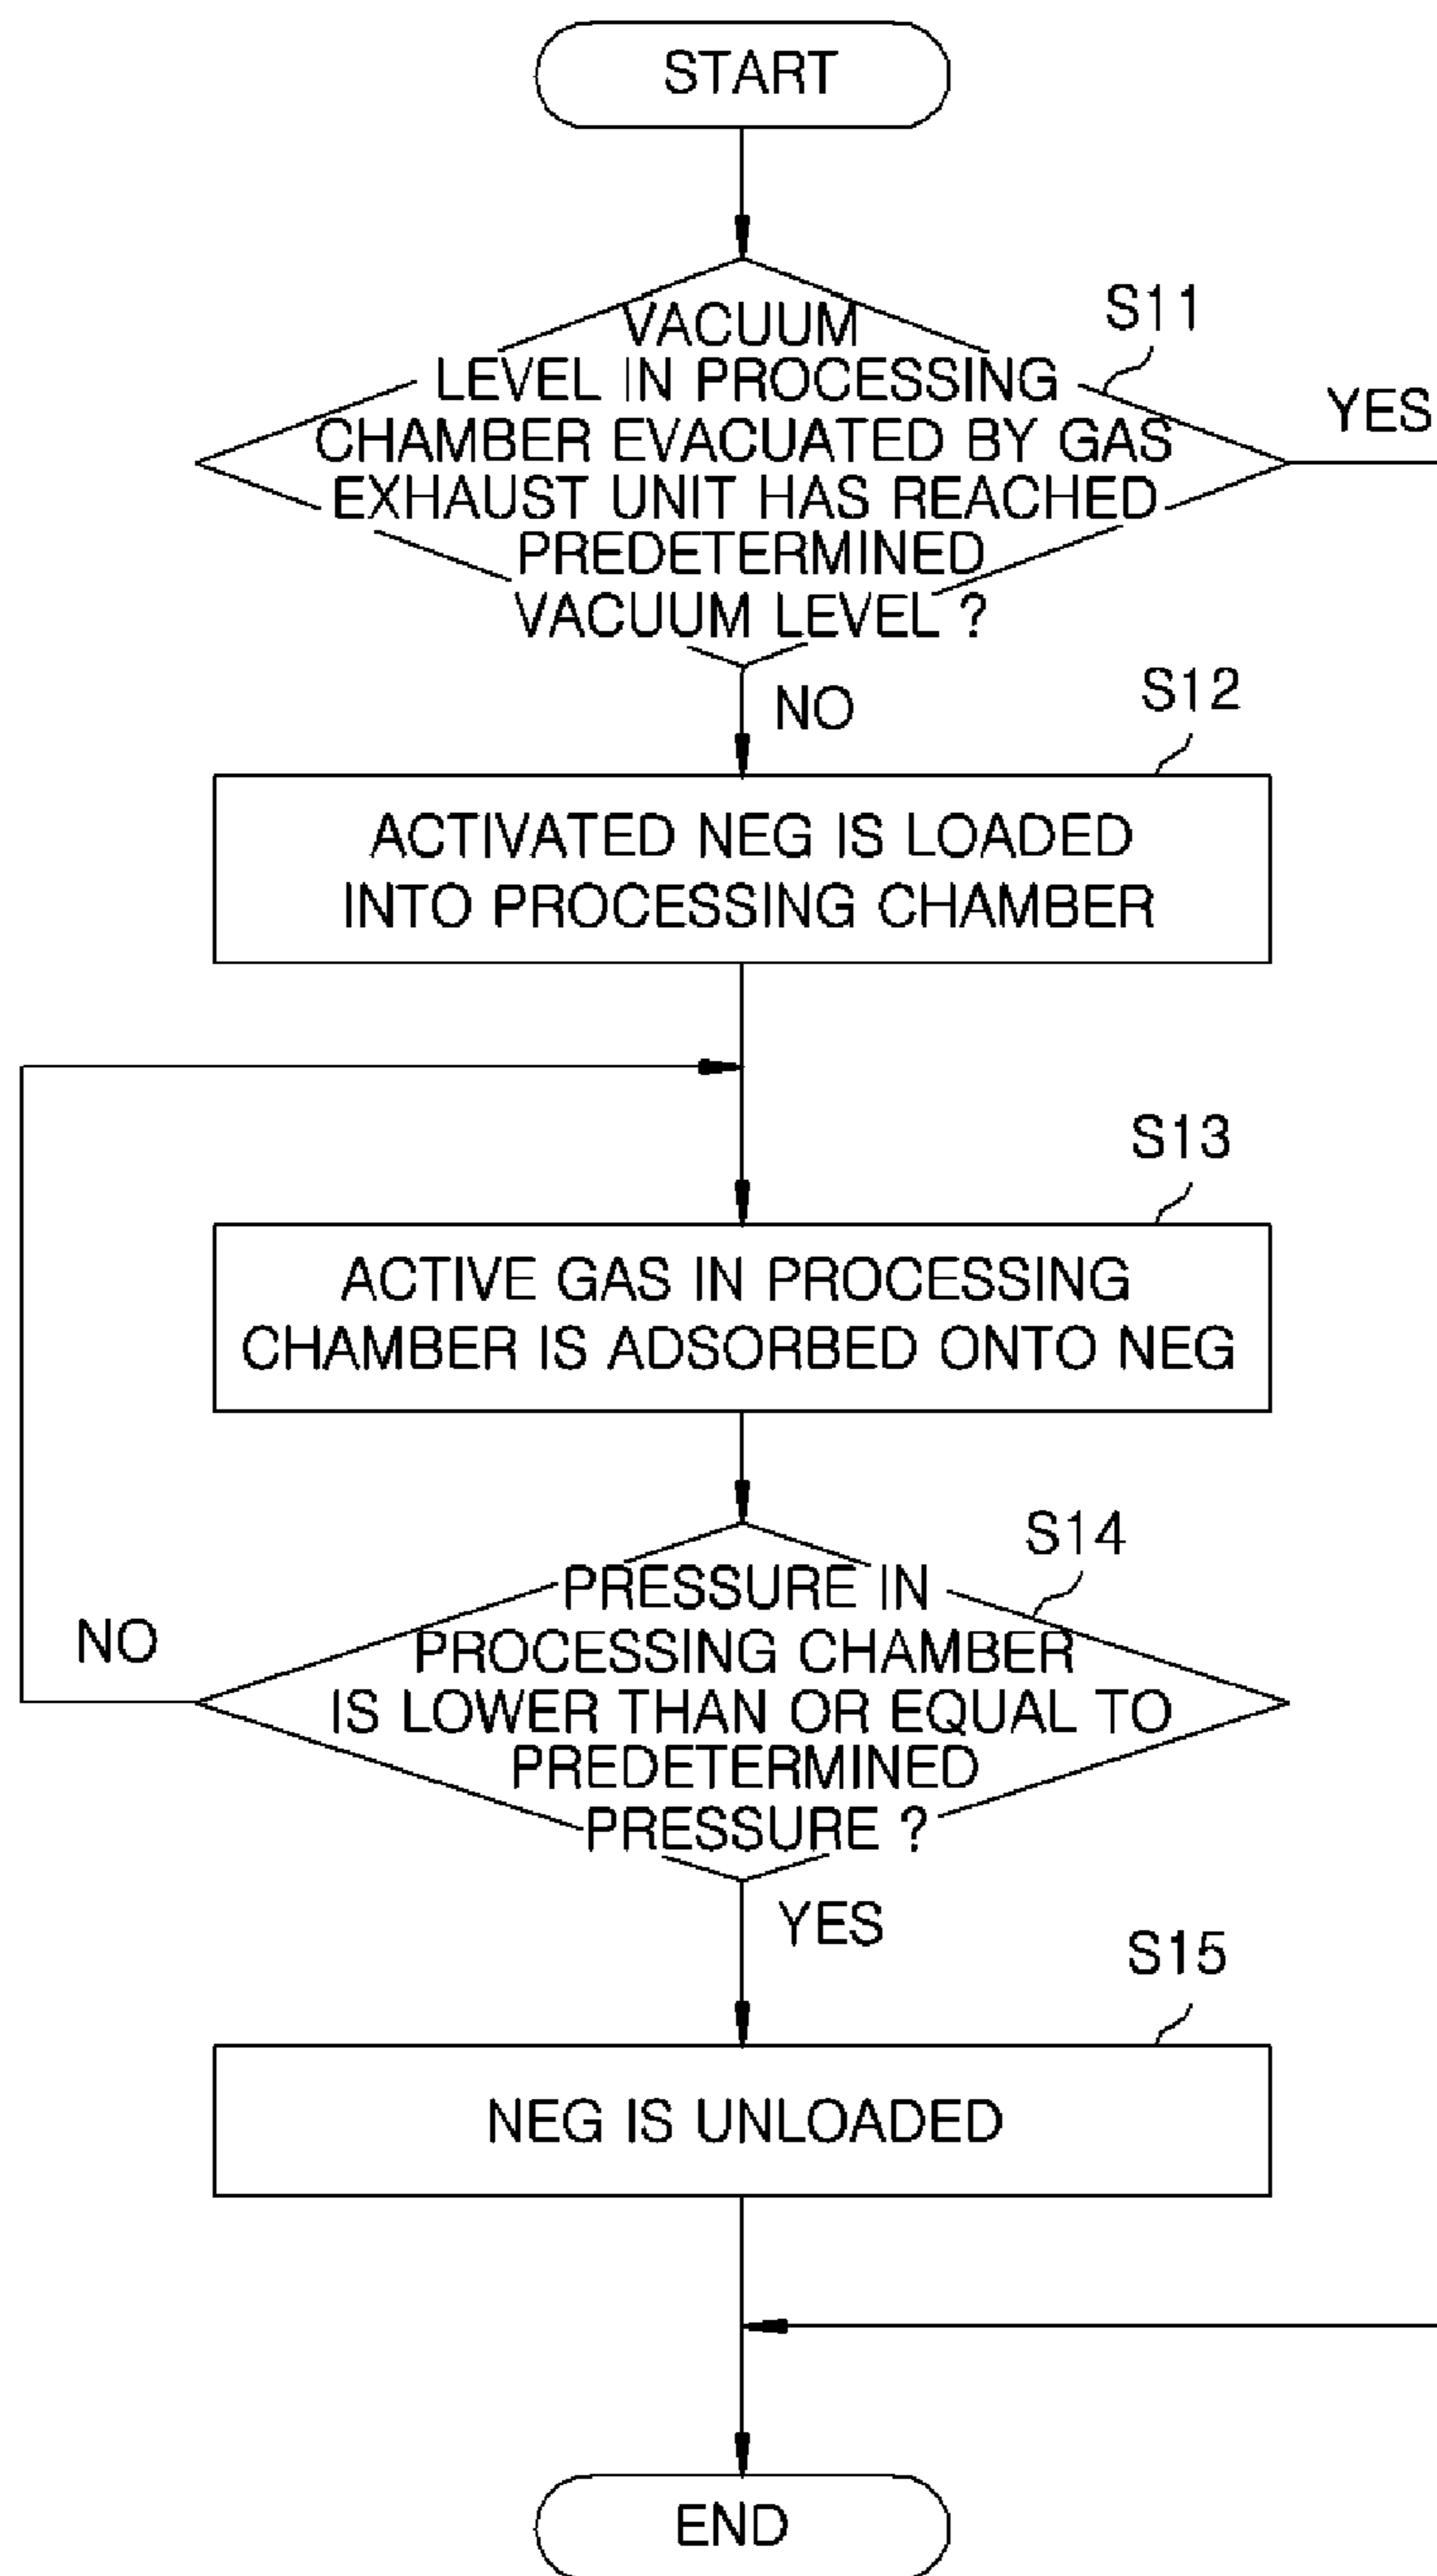 START
S11
VACUUM
LEVEL IN PROCESSING
CHAMBER EVACUATED BY GAS
EXHAUST UNIT HAS REACHED
PREDETERMINED
VACUUM LEVEL ?
YES
NO
S12
ACTIVATED NEG IS LOADED
INTO PROCESSING CHAMBER
S13
ACTIVE GAS IN PROCESSING
CHAMBER IS ADSORBED ONTO NEG
S14
PRESSURE IN
PROCESSING CHAMBER
IS LOWER THAN OR EQUAL TO
PREDETERMINED
PRESSURE ?
NO
YES
S15
NEG IS UNLOADED
END